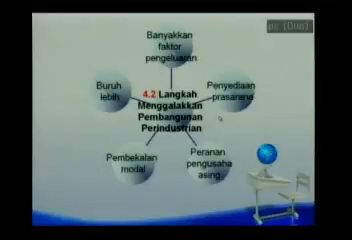 Banyakkan
faktor
pengeluaran
Buruh
lebih
4.2 Langkah
Menggalakkan
Pembangunan
Perindustrian
Penyediaan
prasarana
Pembekalan
modal
Peranan
pengusaha
asing